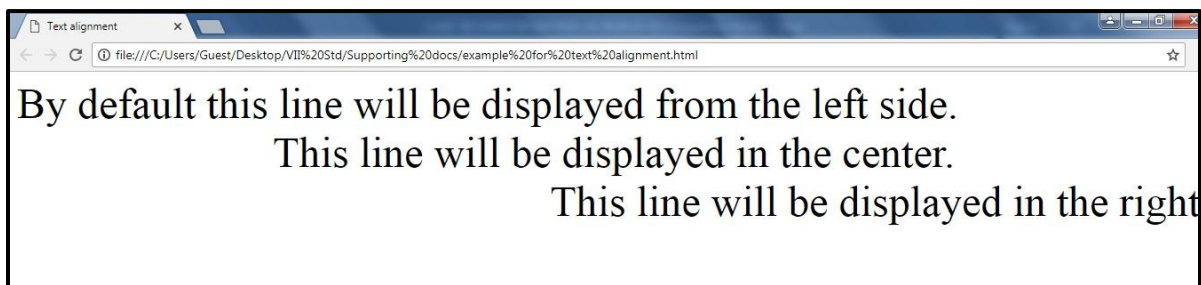 Text alignment
file:///C:/Users/Guest/Desktop/VII%20Std/Supporting%20docs/example%20for%20text%20alignment.html
By default this line will be displayed from the left side.
This line will be displayed in the center.
This line will be displayed in the right